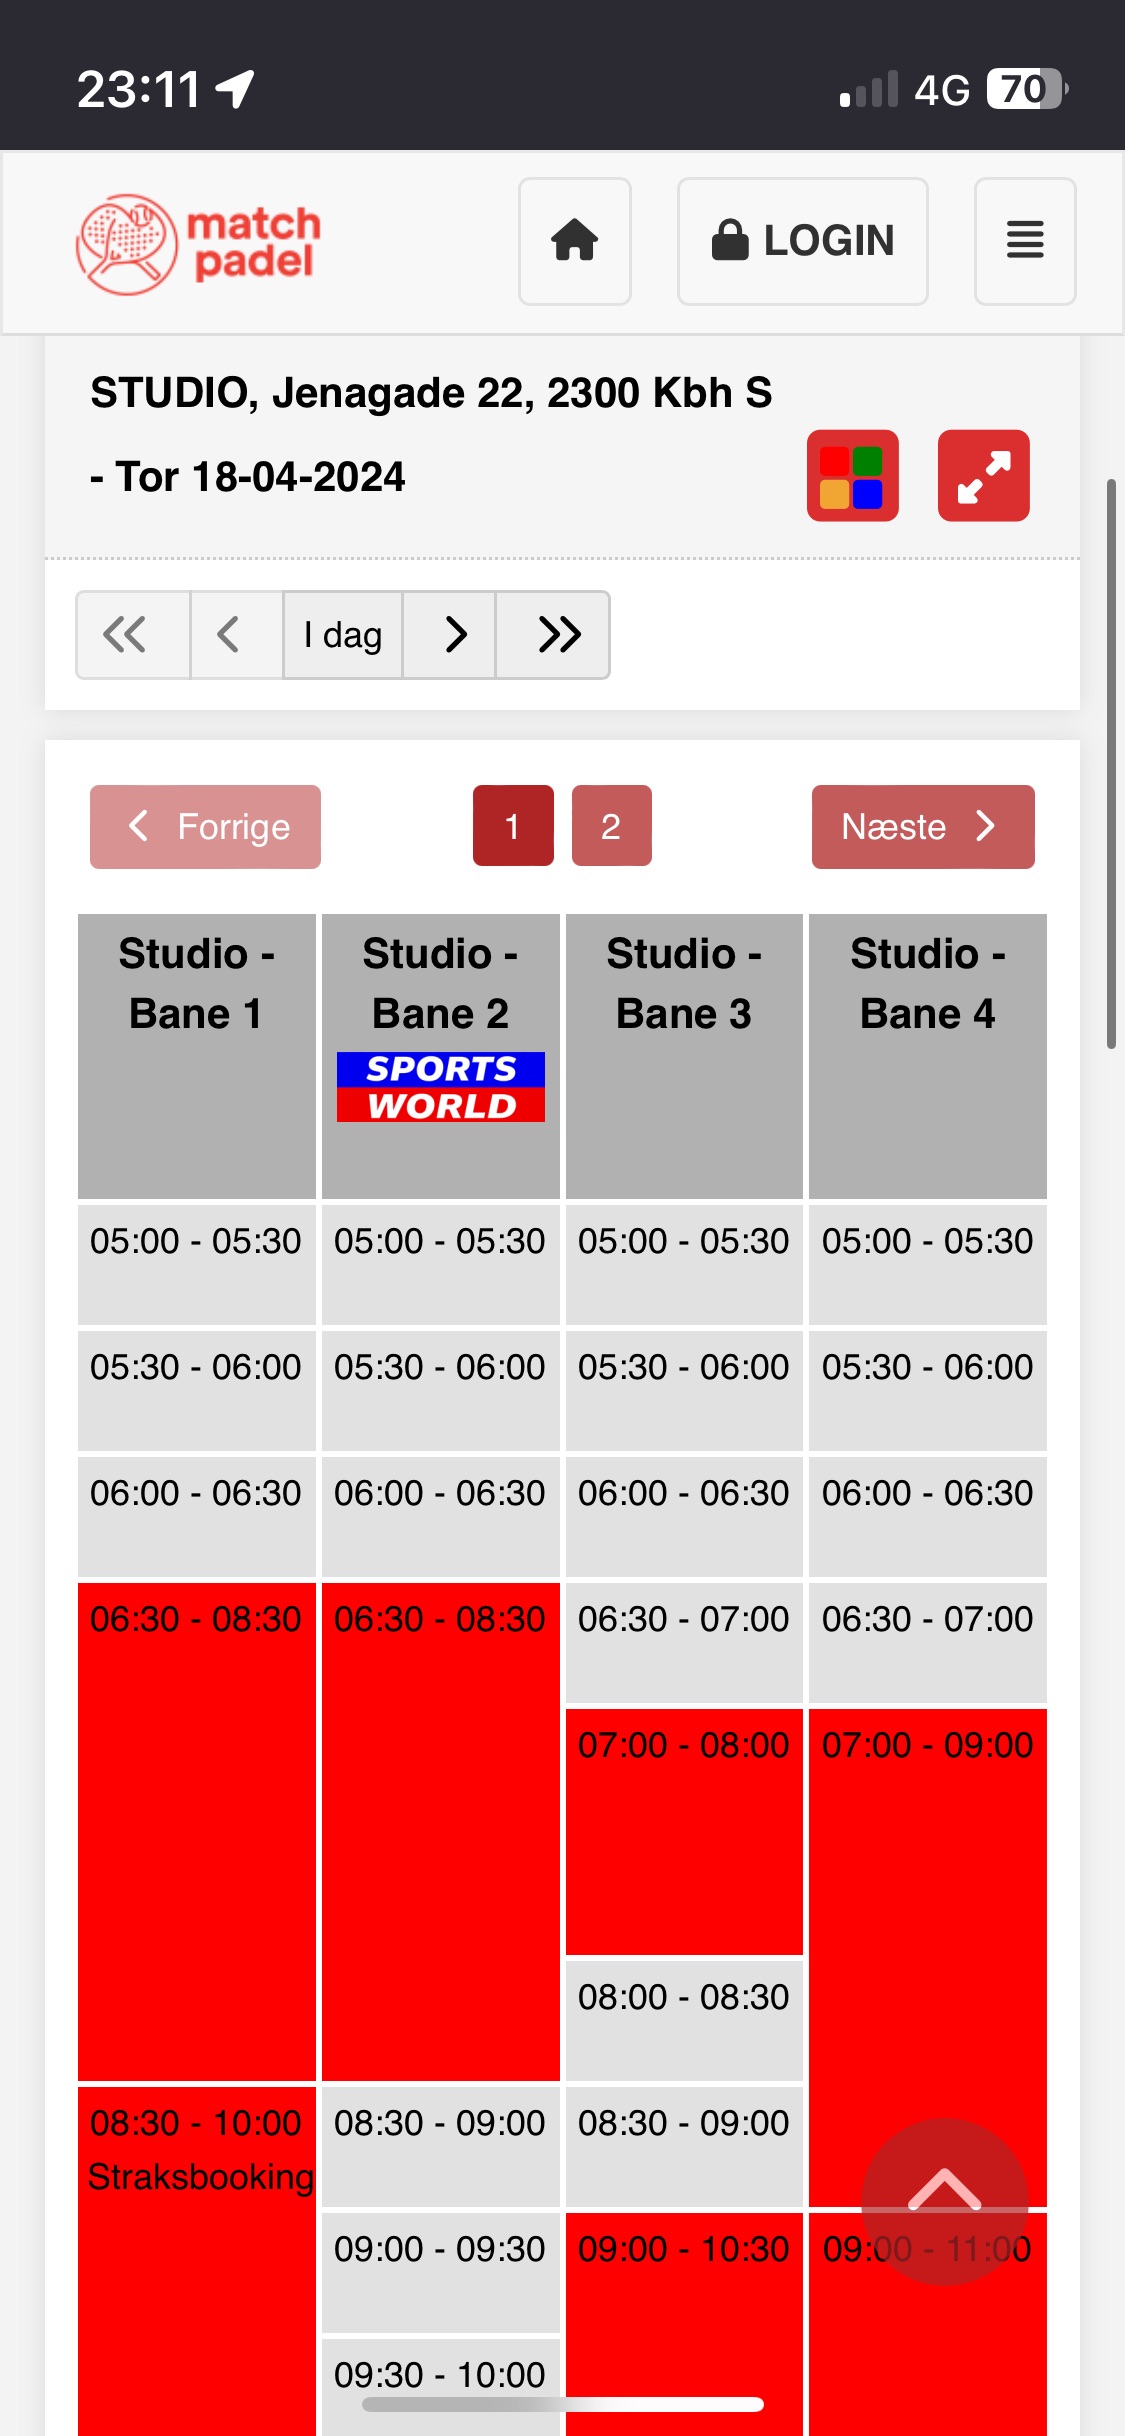 23:11
4G 70
match
padel
LOGIN
STUDIO, Jenagade 22, 2300 Kbh S
- Tor 18-04-2024
I dag
Forrige 1 2 Næste
Studio - Bane 1
Studio - Bane 2
SPORTS
WORLD
Studio - Bane 3
Studio - Bane 4
05:00 - 05:30 05:00 - 05:30 05:00 - 05:30 05:00 - 05:30
05:30 - 06:00 05:30 - 06:00 05:30 - 06:00 05:30 - 06:00
06:00 - 06:30 06:00 - 06:30 06:00 - 06:30 06:00 - 06:30
06:30 - 08:30 06:30 - 08:30 06:30 - 07:00 06:30 - 07:00
07:00 - 08:00 07:00 - 09:00
08:00 - 08:30
08:30 - 10:00 08:30 - 09:00 08:30 - 09:00
Straksbooking
09:00 - 09:30 09:00 - 10:30 09:00 - 11:00
09:30 - 10:00